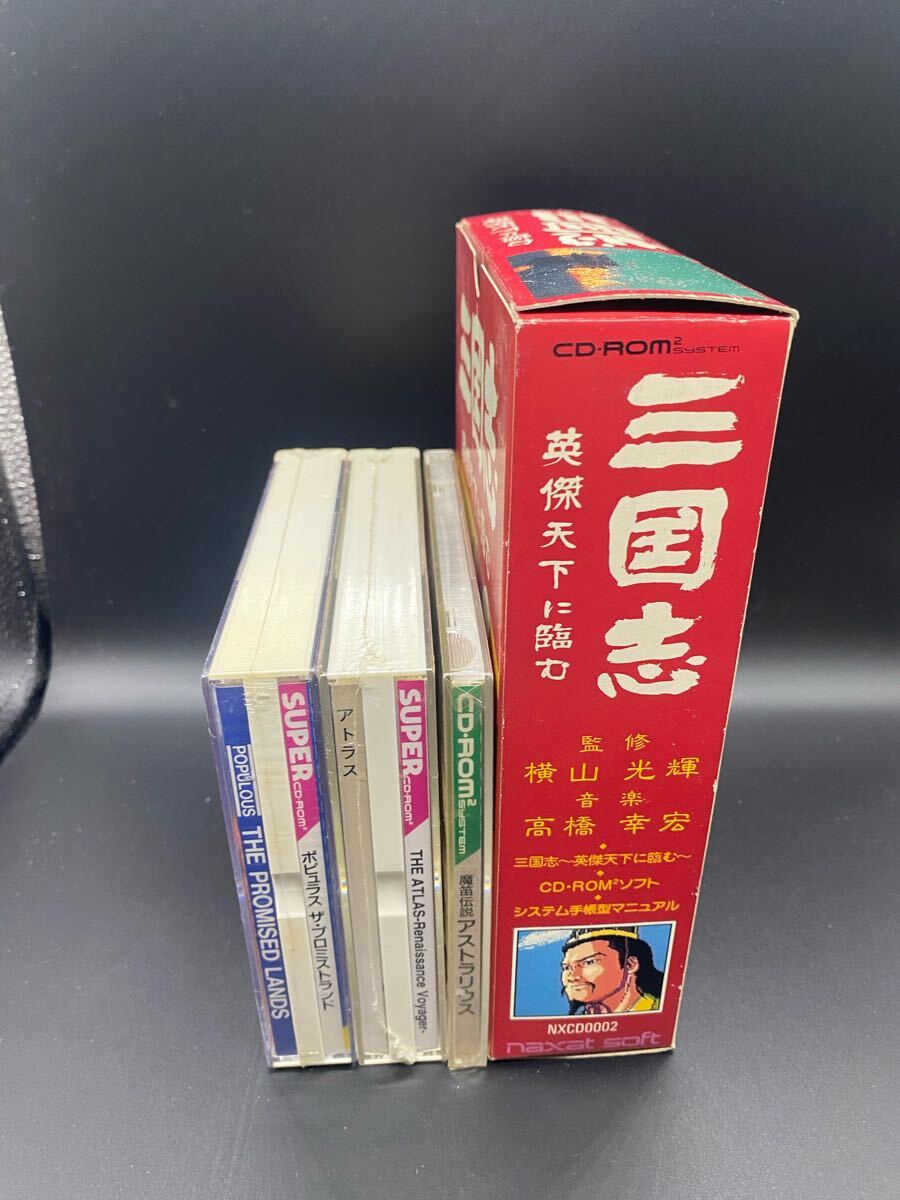 POPULOUS THE PROMISED LANDS
SUPER CD-ROM²
ポピュラス ザ・プロミストランド
アトラス
SUPER CD-ROM²
THE ATLAS-Renaissance Voyager-
CD-ROM² SYSTEM
魔笛伝説 アストラリウス
CD・ROM² SYSTEM
三国志
英傑天下に臨む
監修
横山 光輝
音楽
高橋 幸宏
三国志〜英傑天下に臨む〜
CD・ROM²ソフト
システム手帳型マニュアル
NXCD0002
naxat soft